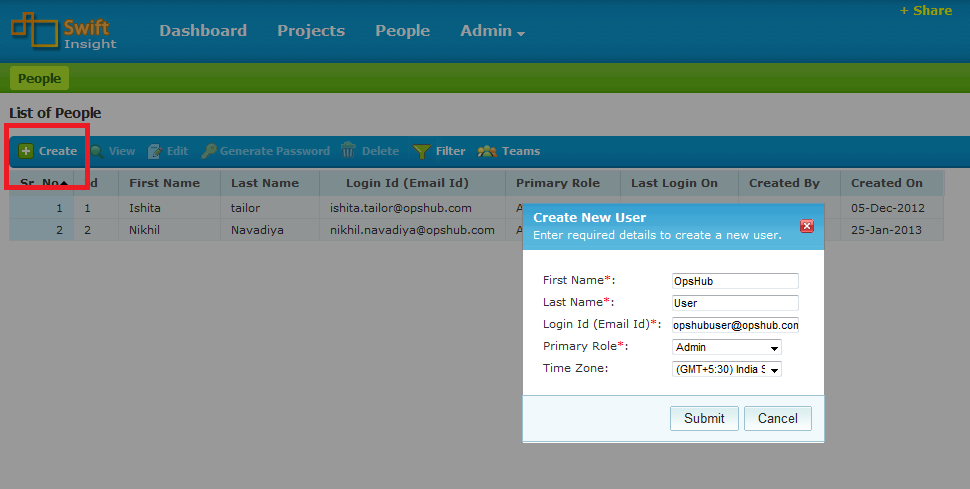 + Share
Swift
Insight
Dashboard Projects People Admin
People
List of People
Create View Edit Generate Password Delete Filter Teams
Sr. No Id First Name Last Name Login Id (Email Id) Primary Role Last Login On Created By Created On
1 1 Ishita tailor ishita.tailor@opshub.com A 05-Dec-2012
2 2 Nikhil Navadiya nikhil.navadiya@opshub.com A 25-Jan-2013
Create New User
Enter required details to create a new user.
First Name*: OpsHub
Last Name*: User
Login Id (Email Id)*: opshubuser@opshub.com
Primary Role*: Admin
Time Zone: (GMT+5:30) India S
Submit Cancel